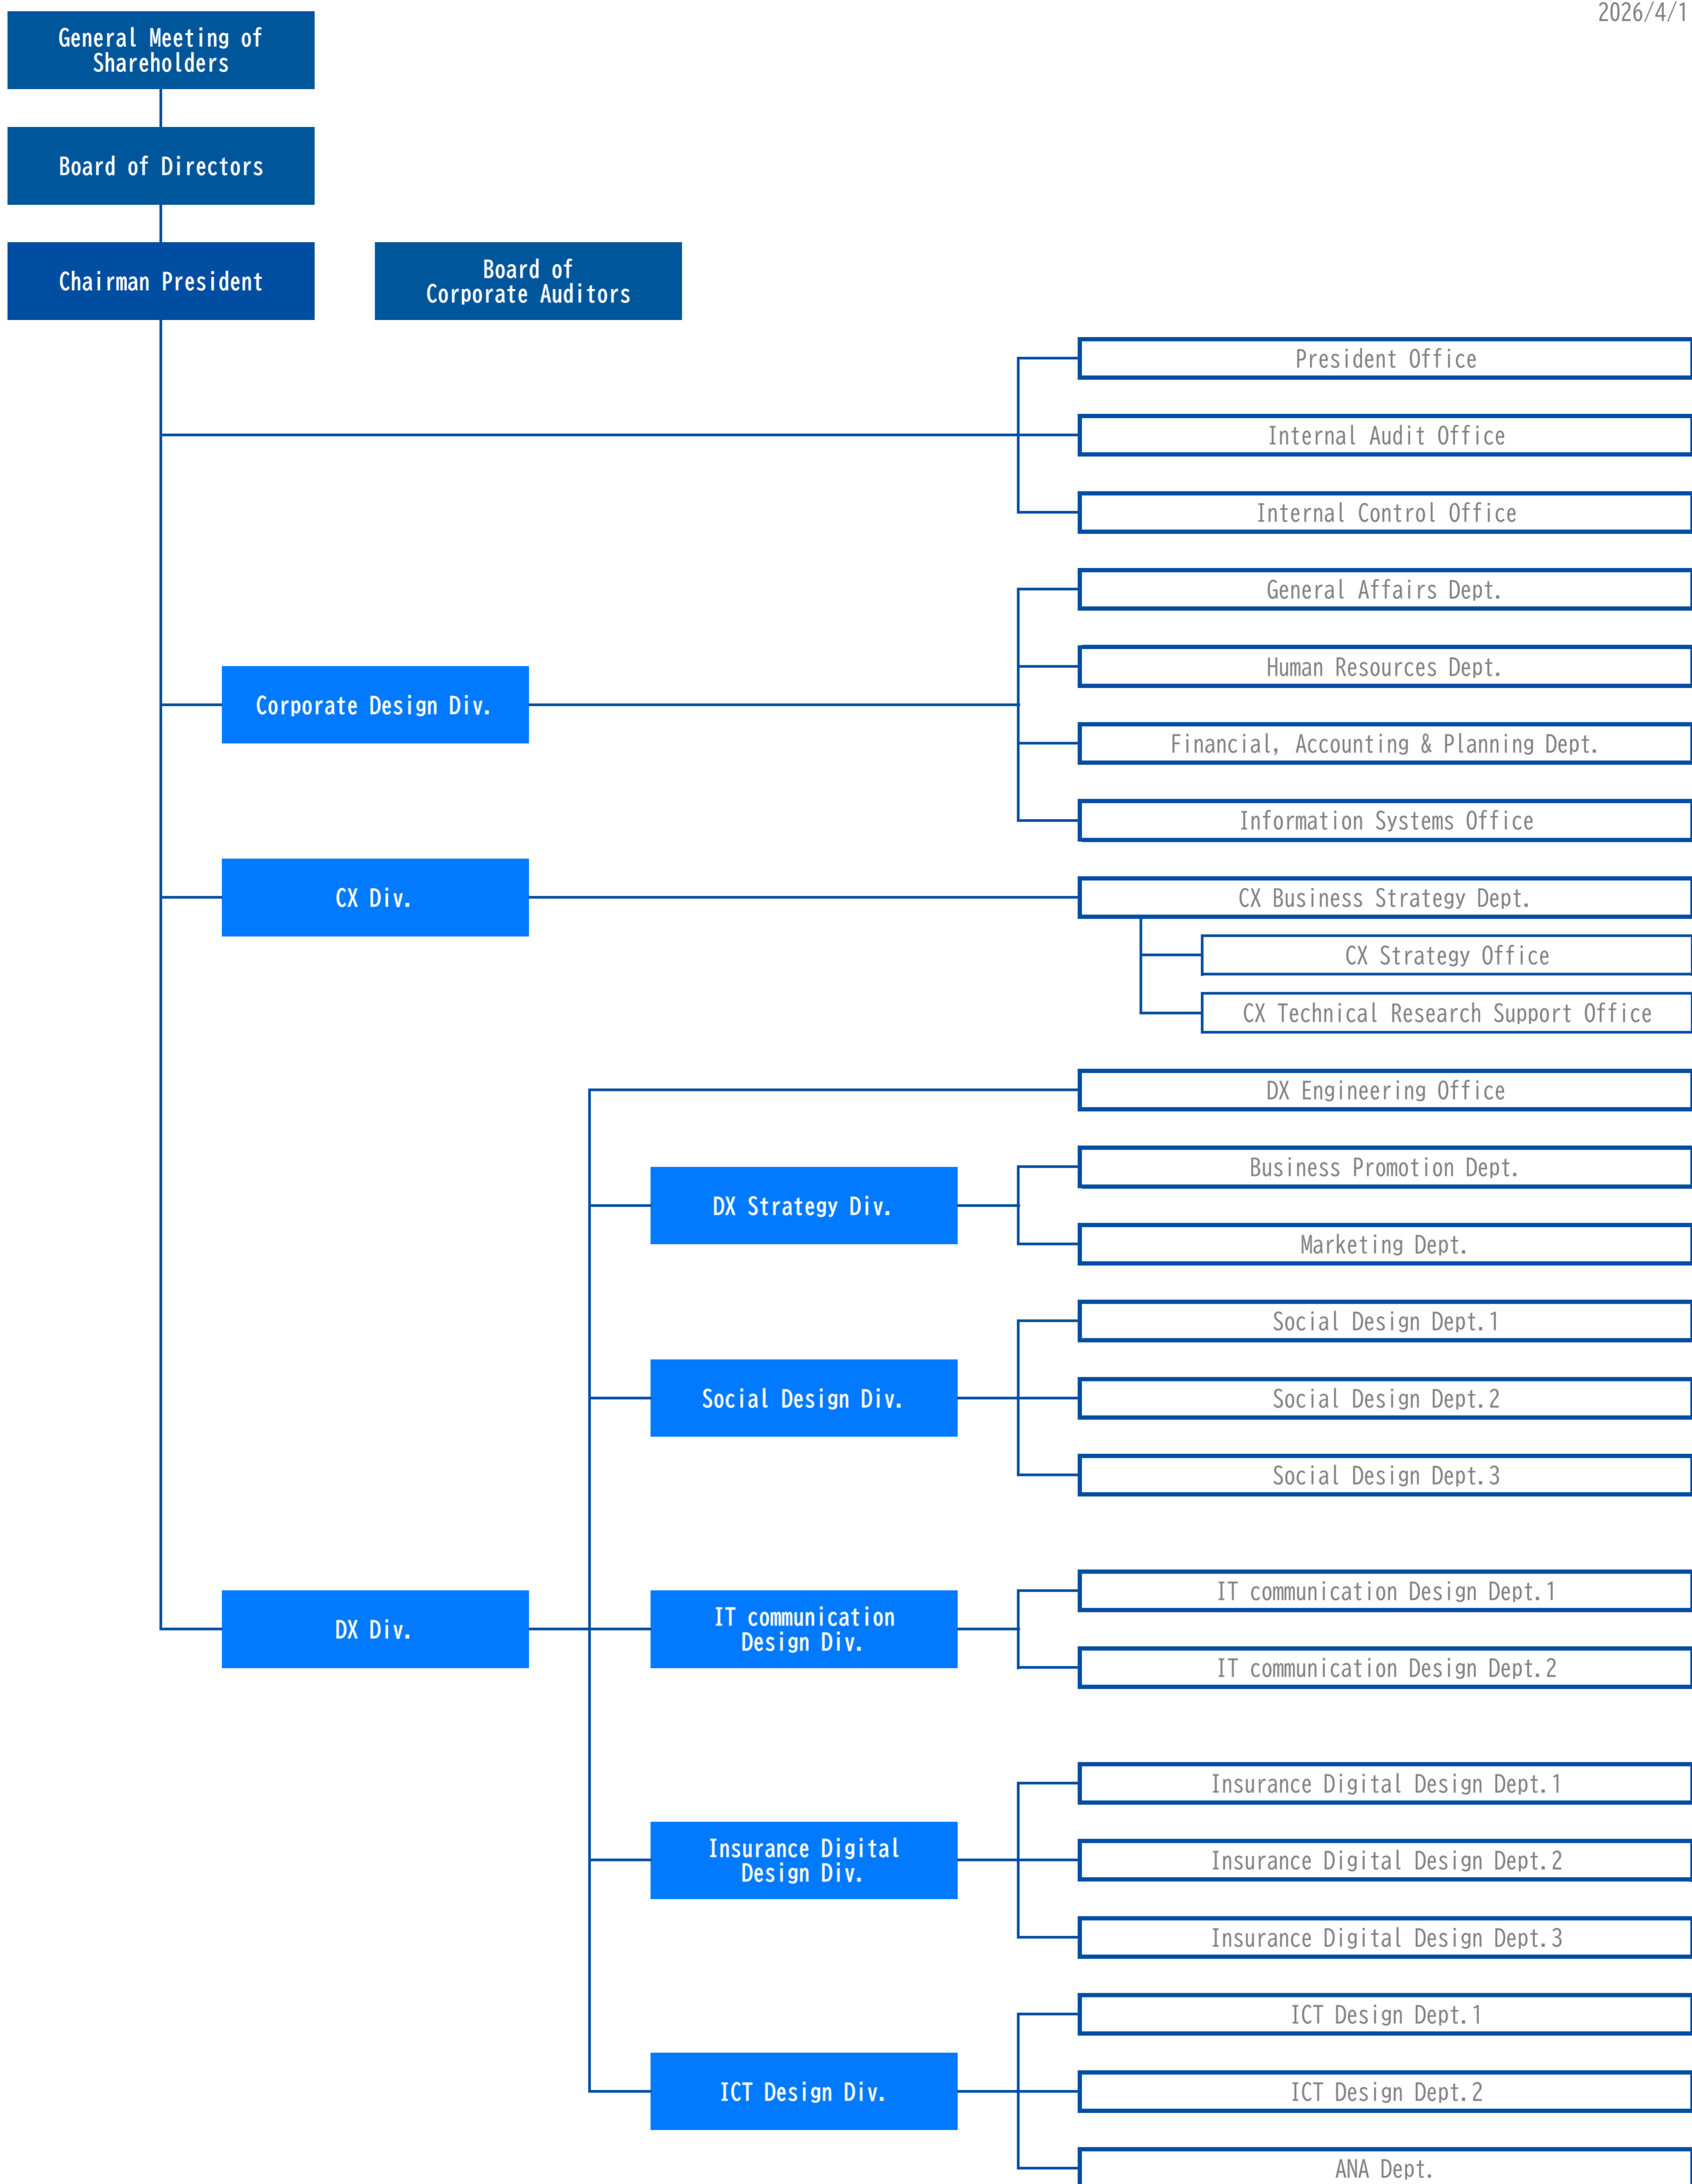 2026/4/1
General Meeting of
Shareholders
Board of Directors
Chairman President
Board of
Corporate Auditors
President Office
Internal Audit Office
Internal Control Office
General Affairs Dept.
Human Resources Dept.
Corporate Design Div.
Financial, Accounting & Planning Dept.
Information Systems Office
CX Div.
CX Business Strategy Dept.
CX Strategy Office
CX Technical Research Support Office
DX Engineering Office
Business Promotion Dept.
DX Strategy Div.
Marketing Dept.
Social Design Dept.1
Social Design Div.
Social Design Dept.2
Social Design Dept.3
IT communication Design Dept.1
DX Div.
IT communication
Design Div.
IT communication Design Dept.2
Insurance Digital Design Dept.1
Insurance Digital
Design Div.
Insurance Digital Design Dept.2
Insurance Digital Design Dept.3
ICT Design Dept.1
ICT Design Div.
ICT Design Dept.2
ANA Dept.